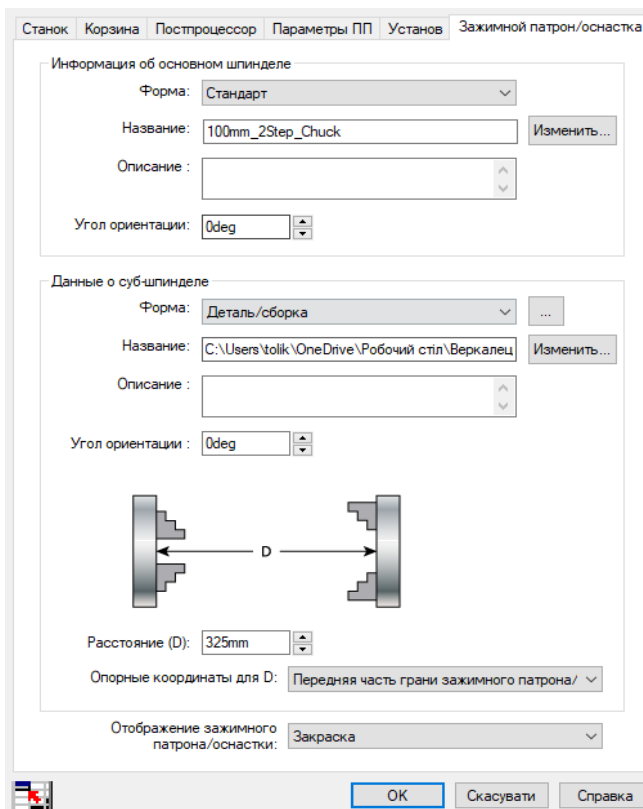 Станок Корзина Постпроцессор Параметры ПП Установ Зажимной патрон/оснастка
Информация об основном шпинделе
Форма: Стандарт
Название: 100mm_2Step_Chuck Изменить...
Описание :
Угол ориентации: 0deg
Данные о суб-шпинделе
Форма: Деталь/сборка ...
Название: C:\Users\tolik\OneDrive\Робочий стіл\Веркалец Изменить...
Описание :
Угол ориентации : 0deg
D
Расстояние (D): 325mm
Опорные координаты для D: Передняя часть грани зажимного патрона/
Отображение зажимного
патрона/оснастки: Закраска
OK Скасувати Справка